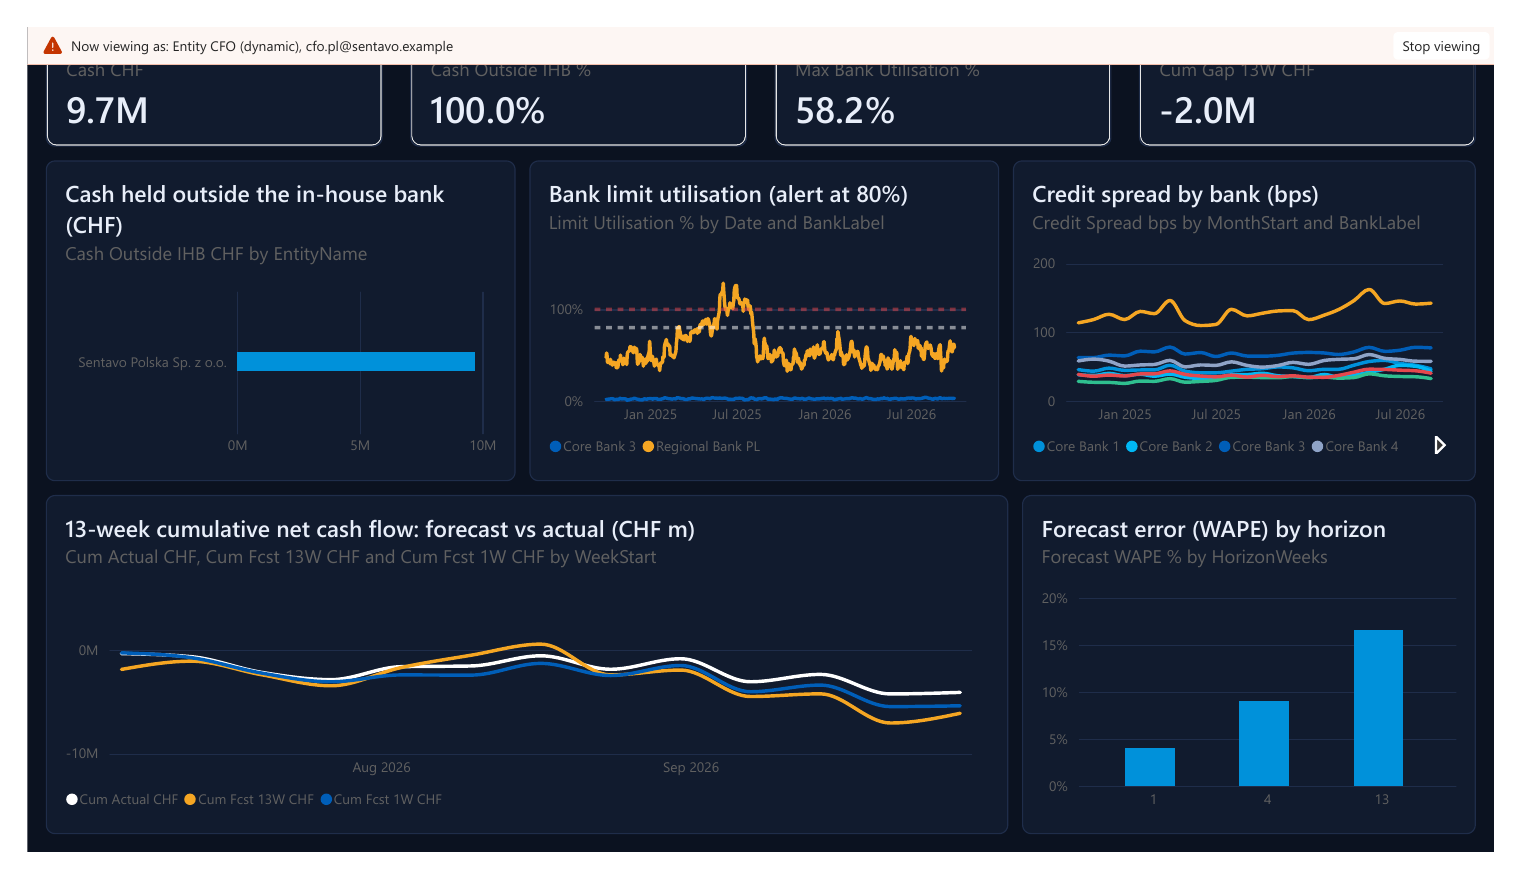 Now viewing as: Entity CFO (dynamic), cfo.pl@sentavo.example
Stop viewing
Cash CHF
9.7M
Cash Outside IHB %
100.0%
Max Bank Utilisation %
58.2%
Cum Gap 13W CHF
-2.0M
Cash held outside the in-house bank
(CHF)
Cash Outside IHB CHF by EntityName
Sentavo Polska Sp. z o.o.
0M
5M
10M
Bank limit utilisation (alert at 80%)
Limit Utilisation % by Date and BankLabel
100%
0%
Jan 2025
Jul 2025
Jan 2026
Jul 2026
Core Bank 3
Regional Bank PL
Credit spread by bank (bps)
Credit Spread bps by MonthStart and BankLabel
200
100
0
Jan 2025
Jul 2025
Jan 2026
Jul 2026
Core Bank 1
Core Bank 2
Core Bank 3
Core Bank 4
13-week cumulative net cash flow: forecast vs actual (CHF m)
Cum Actual CHF, Cum Fcst 13W CHF and Cum Fcst 1W CHF by WeekStart
0M
-10M
Aug 2026
Sep 2026
Cum Actual CHF
Cum Fcst 13W CHF
Cum Fcst 1W CHF
Forecast error (WAPE) by horizon
Forecast WAPE % by HorizonWeeks
20%
15%
10%
5%
0%
1
4
13